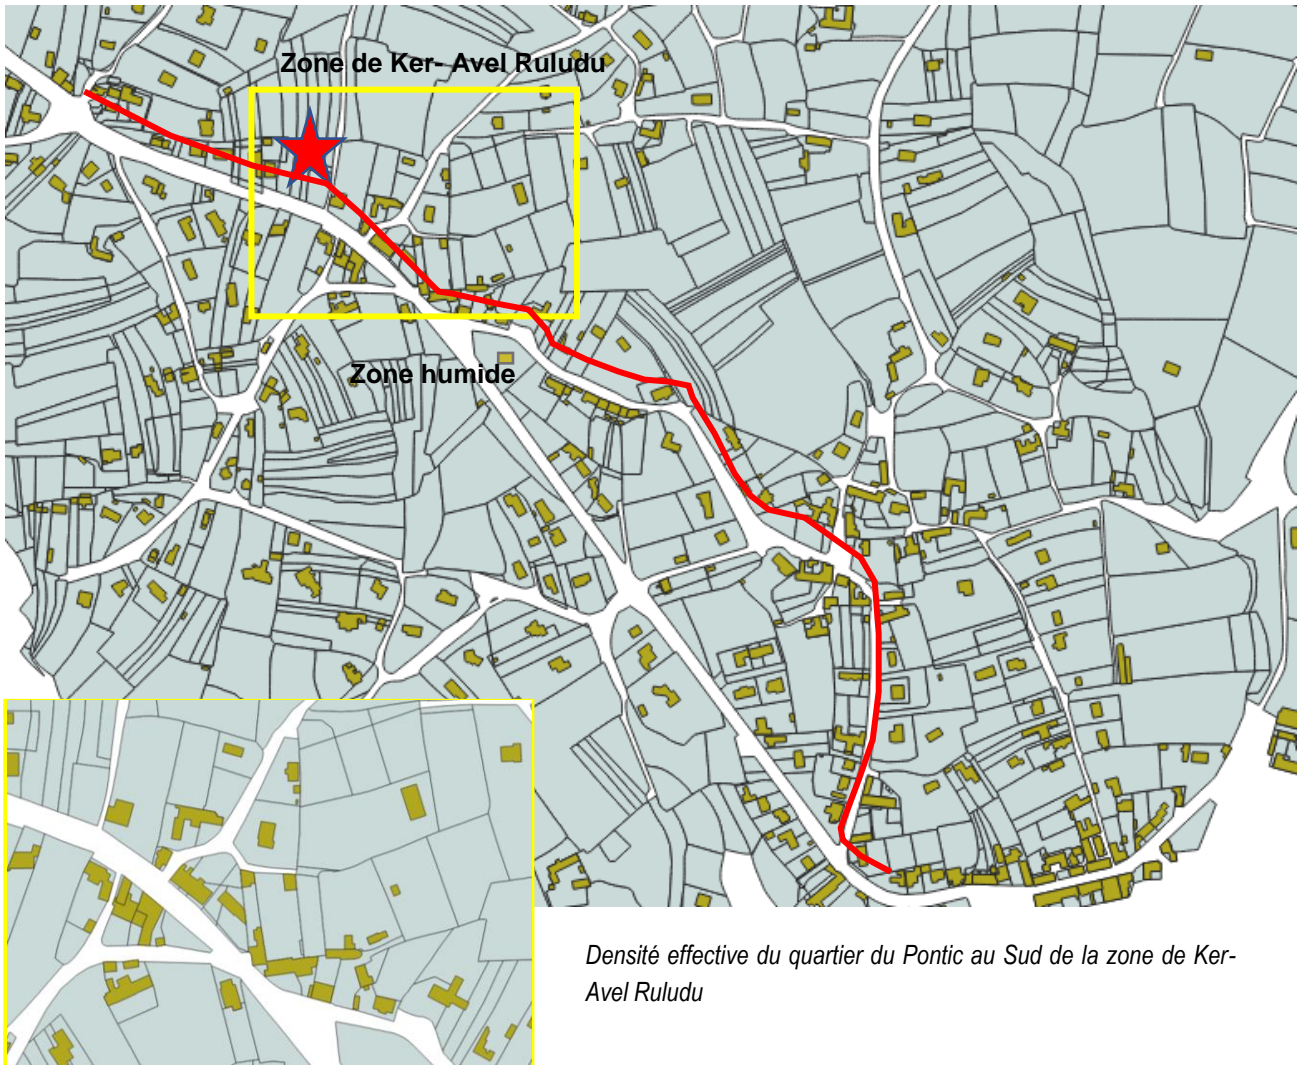 Zone de Ker- Avel Ruludu
Zone humide
Densité effective du quartier du Pontic au Sud de la zone de Ker-
Avel Ruludu